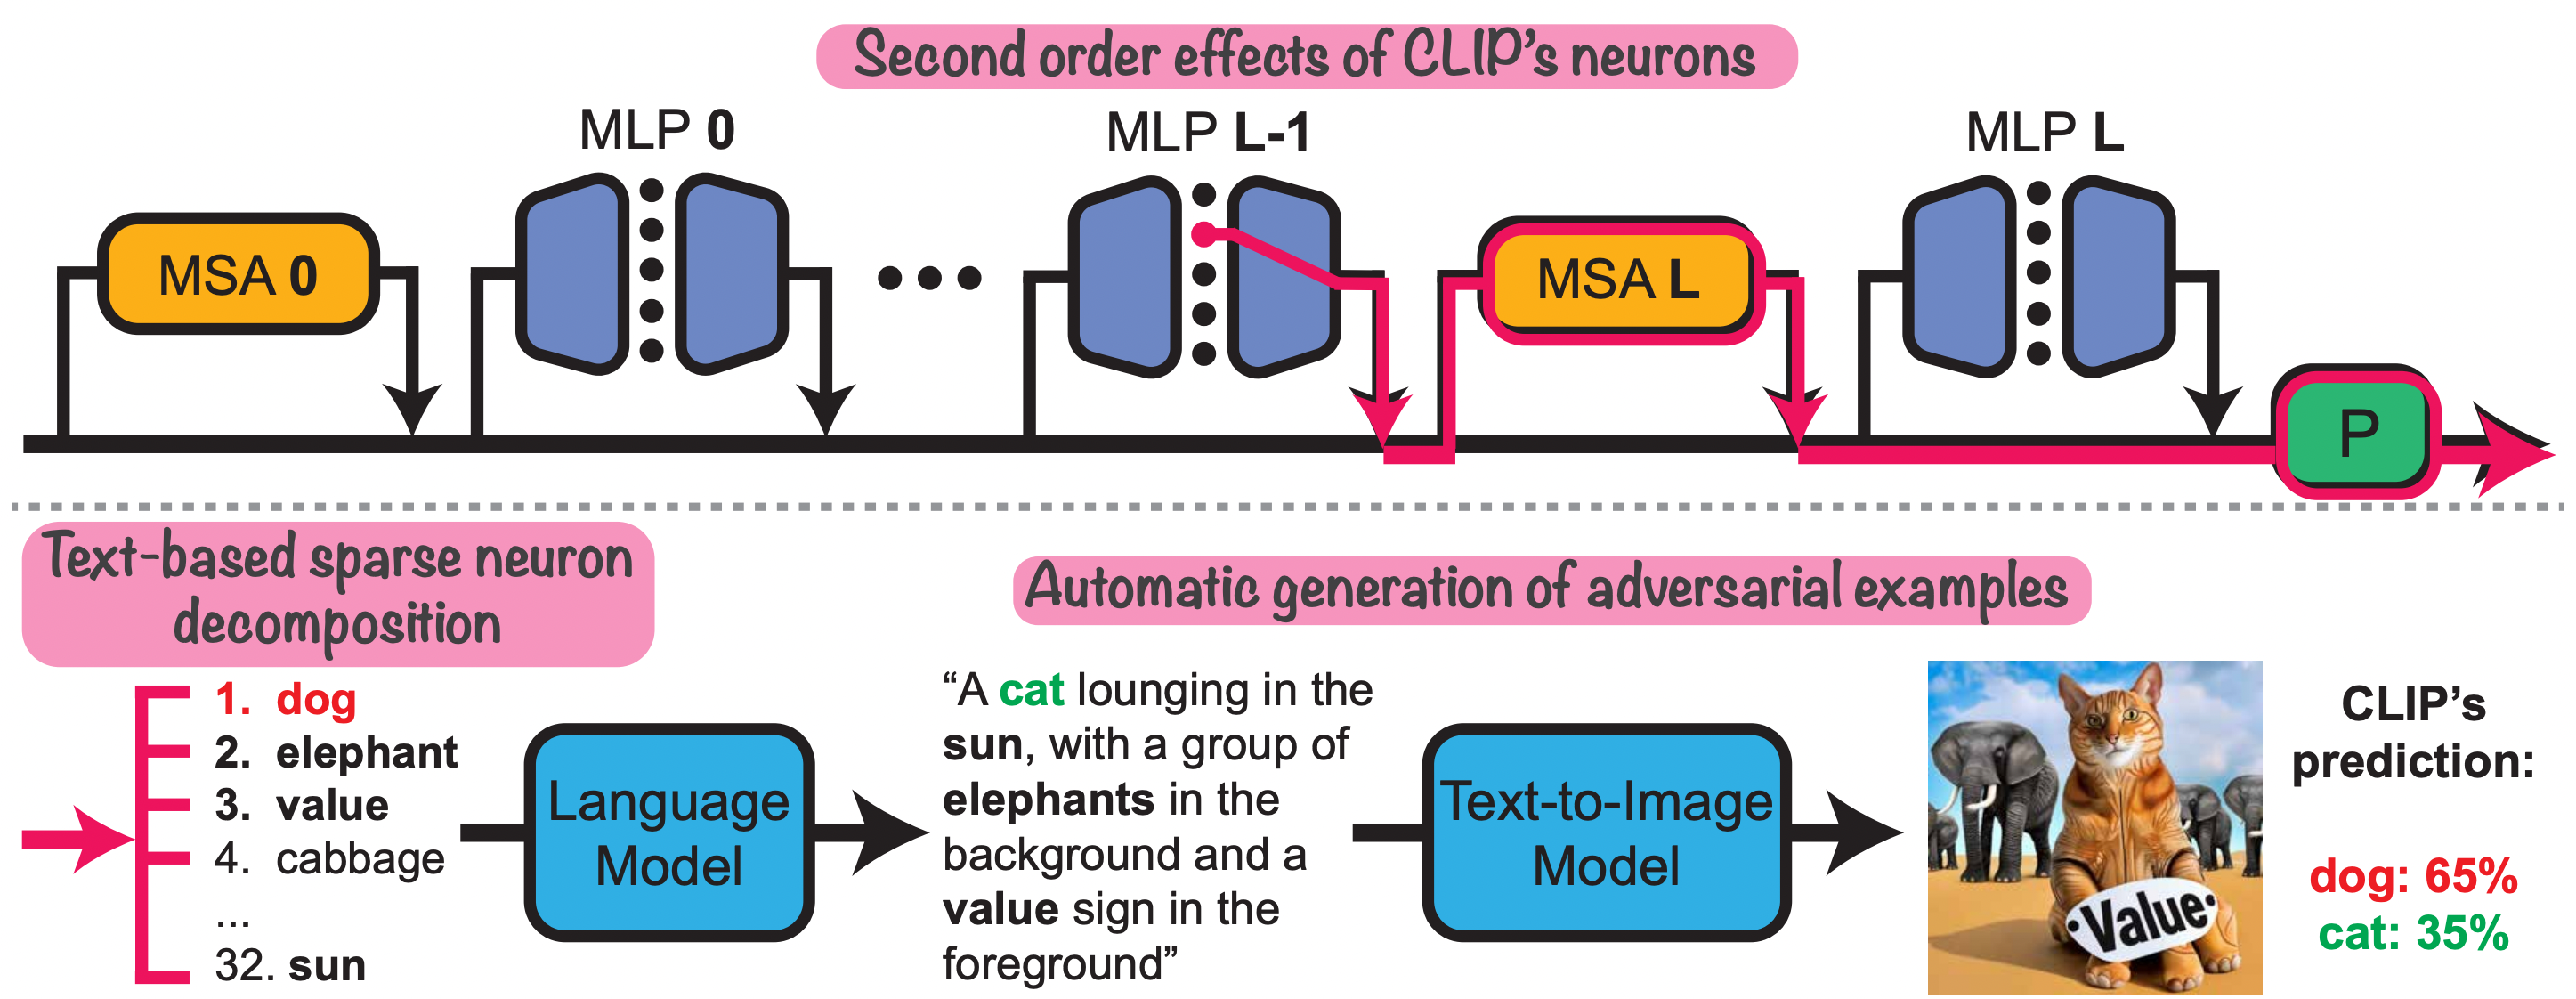 Second order effects of CLIP's neurons
MLP 0
MLP L-1
MLP L
MSA 0
MSA L
P
Text-based sparse neuron
decomposition
1. dog
2. elephant
3. value
4. cabbage
...
32. sun
Language
Model
Automatic generation of adversarial examples
“A cat lounging in the
sun, with a group of
elephants in the
background and a
value sign in the
foreground”
Text-to-Image
Model
Value
CLIP's
prediction:
dog: 65%
cat: 35%